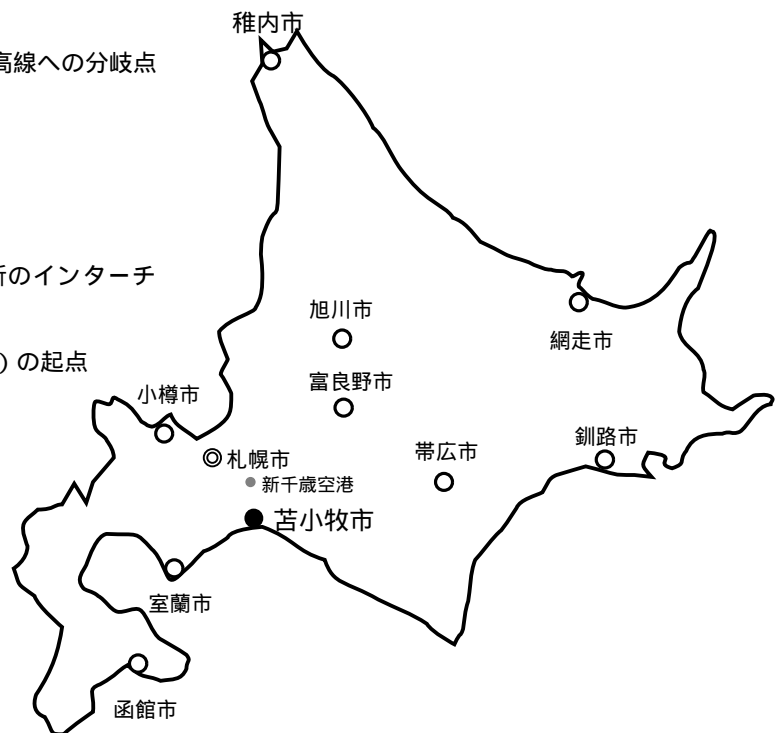 稚内市
高線への分岐点
所のインターチ
旭川市
網走市
) の起点
富良野市
小樽市
釧路市
帯広市
札幌市
新千歳空港
苫小牧市
室蘭市
函館市